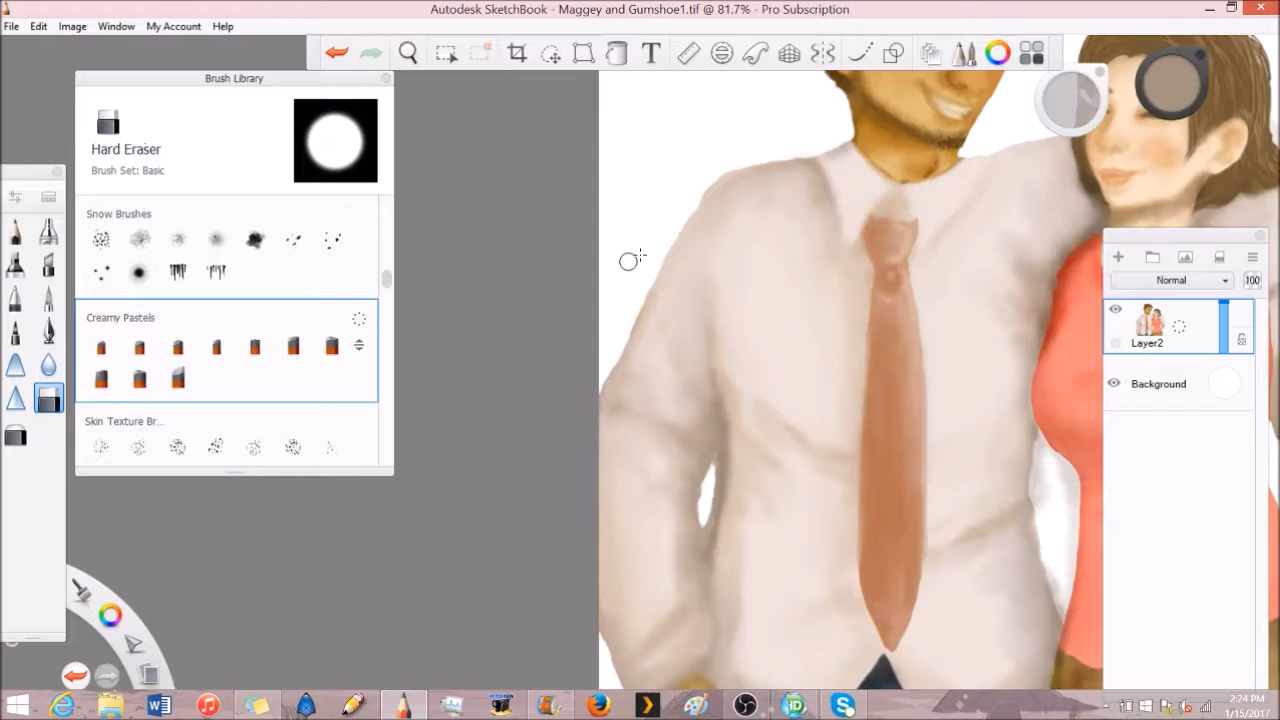 Autodesk SketchBook - Maggey and Gumshoe1.tif @ 81.7% - Pro Subscription
File Edit Image Window My Account Help
Brush Library
Hard Eraser
Brush Set: Basic
Snow Brushes
Creamy Pastels
Skin Texture Br...
Normal 100
Layer2
Background
2:24 PM
1/15/2017